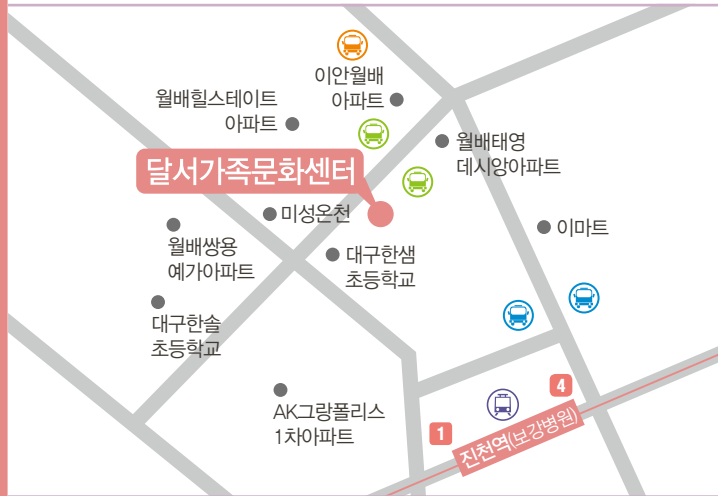 이안월배
아파트
월배힐스테이트
아파트
월배태영
데시앙아파트
달서가족문화센터
미성온천
이마트
월배쌍용
예가아파트
대구한샘
초등학교
대구한솔
초등학교
AK그랑폴리스
1차아파트
4
1
진천역(보강병원)